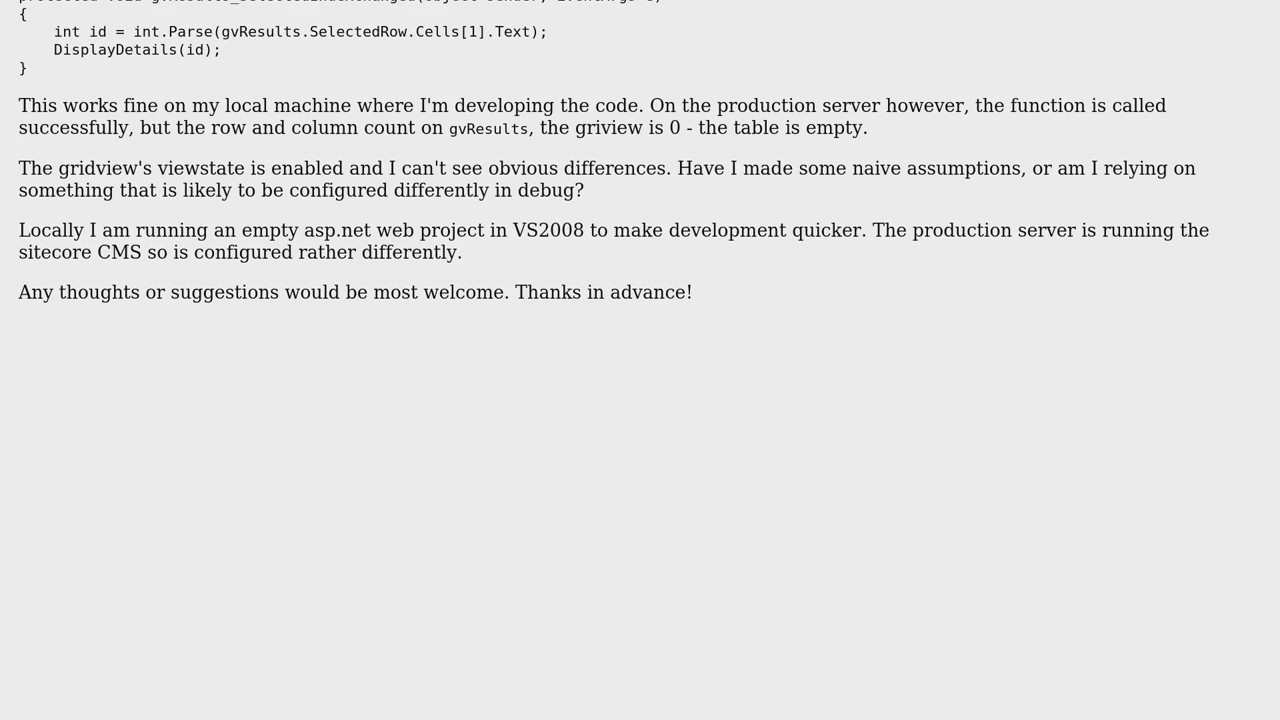 protected void gvResults_SelectedIndexChanged(object sender, EventArgs e)
{
    int id = int.Parse(gvResults.SelectedRow.Cells[1].Text);
    DisplayDetails(id);
}
This works fine on my local machine where I'm developing the code. On the production server however, the function is called
successfully, but the row and column count on gvResults, the griview is 0 - the table is empty.
The gridview's viewstate is enabled and I can't see obvious differences. Have I made some naive assumptions, or am I relying on
something that is likely to be configured differently in debug?
Locally I am running an empty asp.net web project in VS2008 to make development quicker. The production server is running the
sitecore CMS so is configured rather differently.
Any thoughts or suggestions would be most welcome. Thanks in advance!